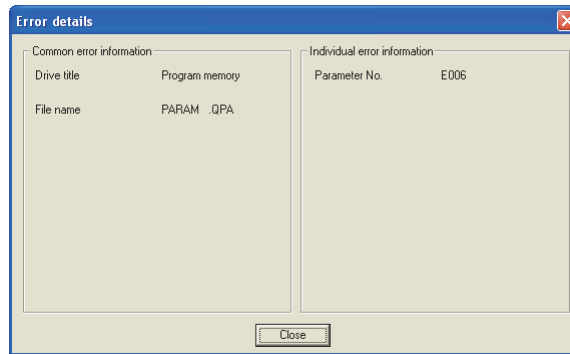 Error details
Common error information
Drive title Program memory
File name PARAM .QPA
Individual error information
Parameter No. E006
Close